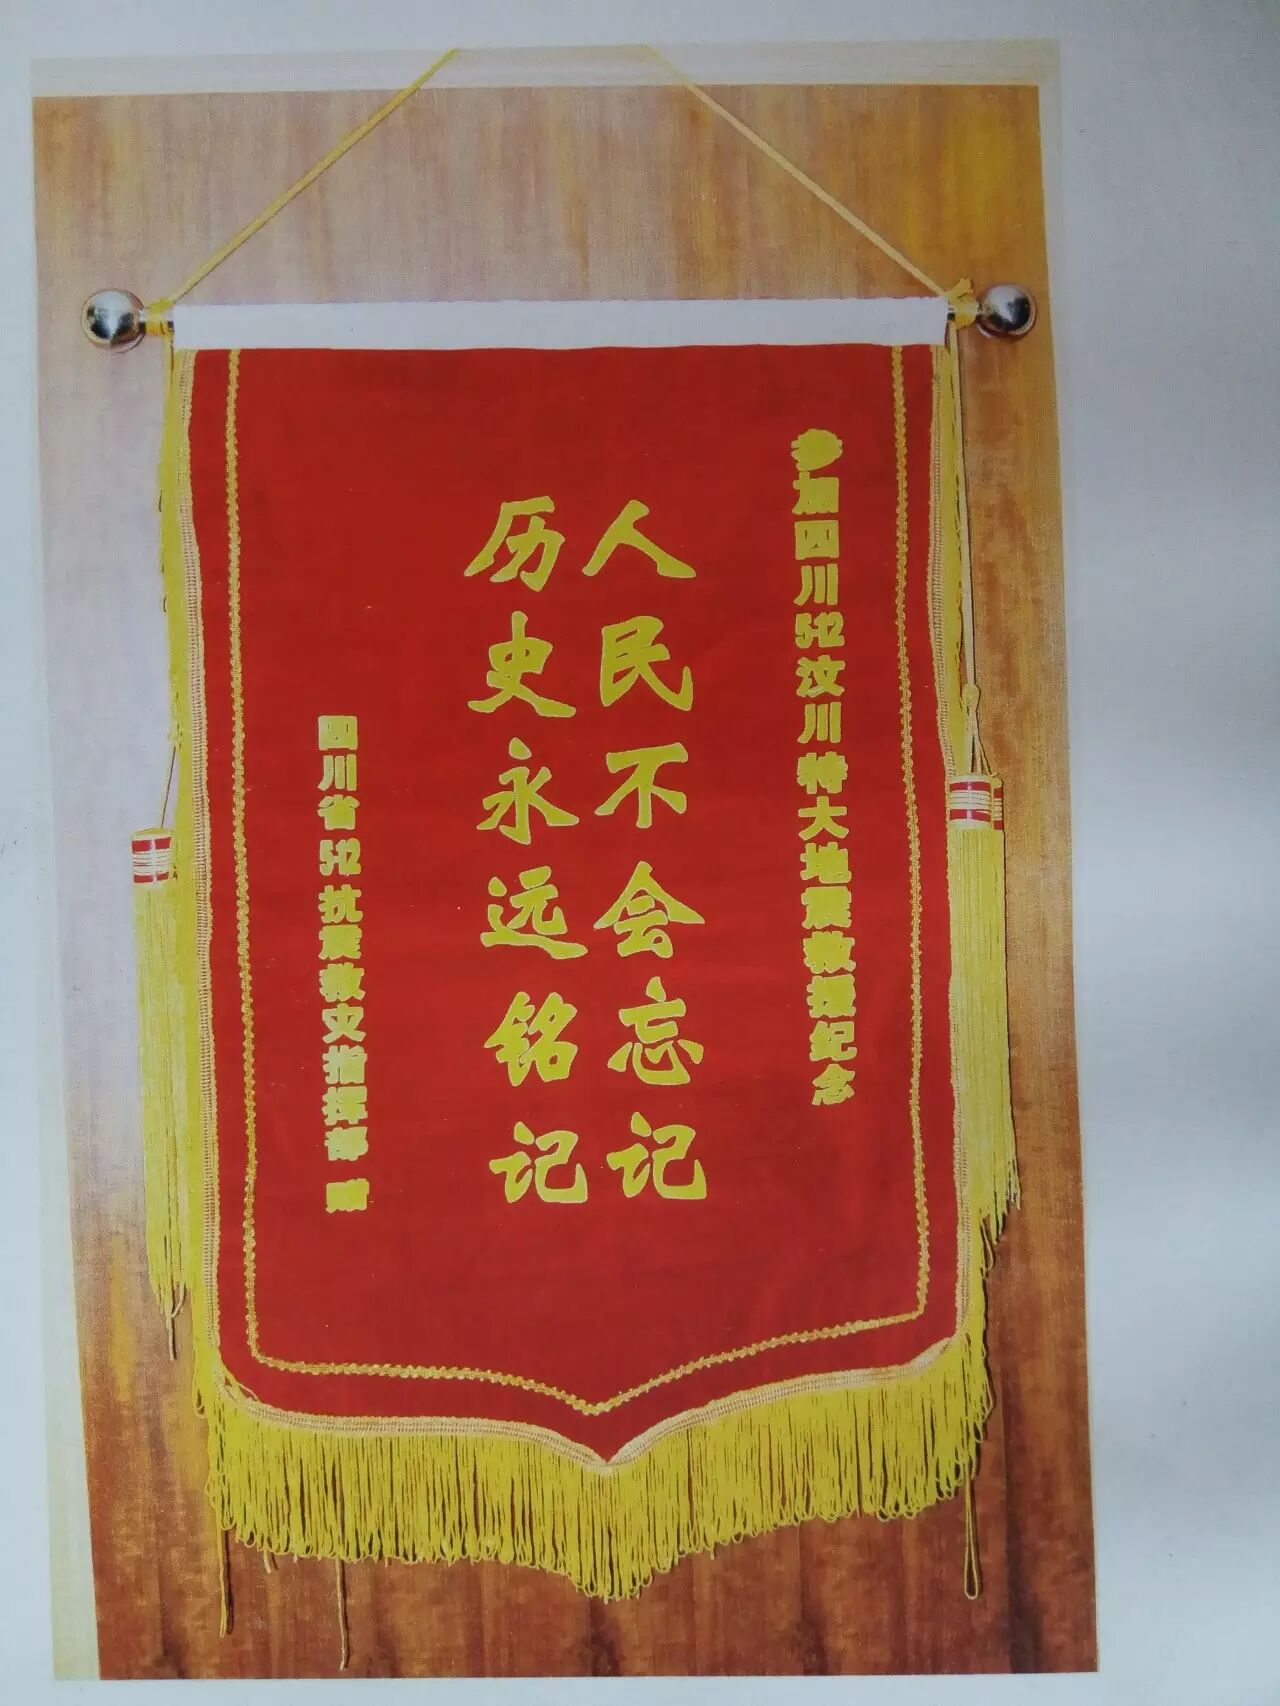 参加四川5·12汶川特大地震救援纪念
人民不会忘记
历史永远铭记
四川省5·12抗震救灾指挥部 赠